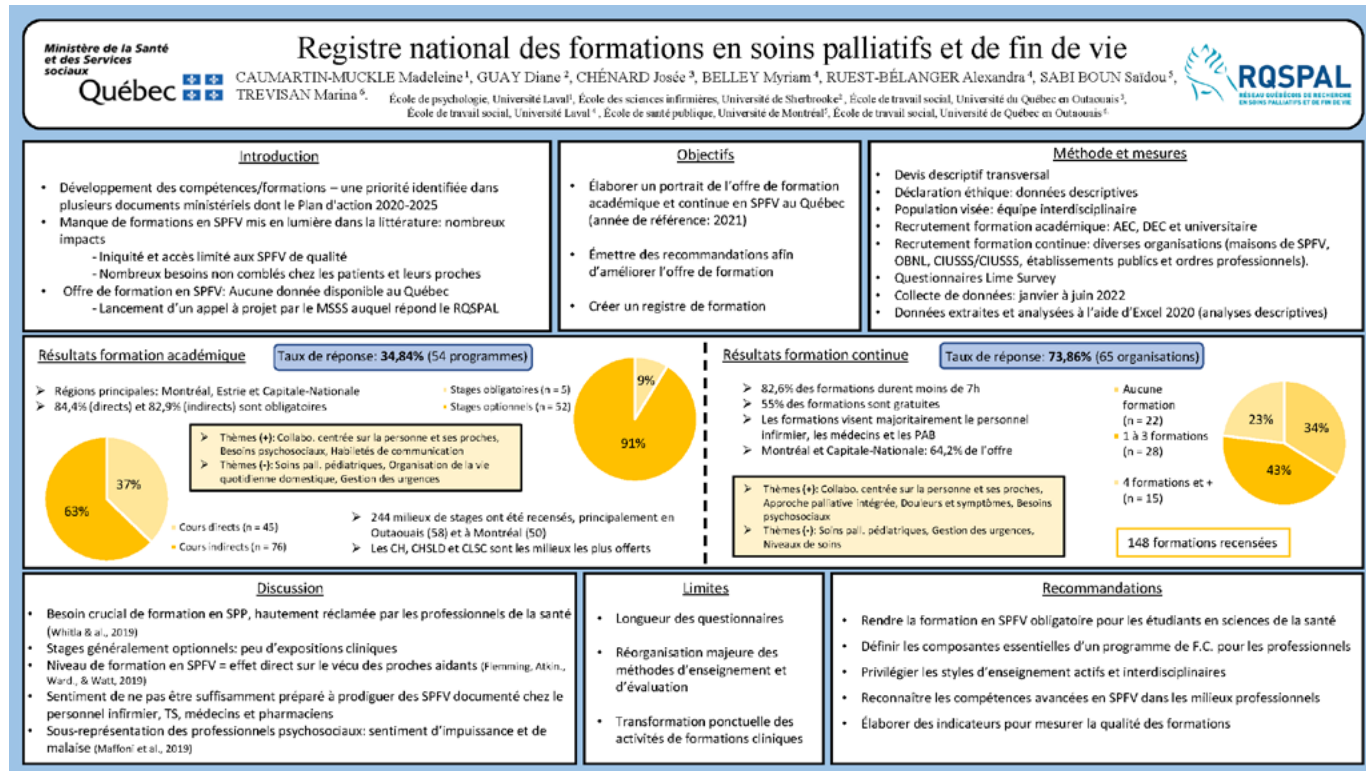 Ministère de la Santé
et des Services
sociaux
Québec
Registre national des formations en soins palliatifs et de fin de vie
CAUMARTIN-MUCKLE Madeleine ¹, GUAY Diane ², CHÉNARD Josée ³, BELLEY Myriam ⁴, RUEST-BÉLANGER Alexandra ⁴, SABI BOUN Saïdou ⁵,
TREVISAN Marina ⁶.
École de psychologie, Université Laval¹, École des sciences infirmières, Université de Sherbrooke², École de travail social, Université du Québec en Outaouais ³,
École de travail social, Université Laval ⁴, École de santé publique, Université de Montréal⁵, École de travail social, Université de Québec en Outaouais ⁶.
RQSPAL
RÉSEAU QUÉBÉCOIS DE RECHERCHE
EN SOINS PALLIATIFS ET DE FIN DE VIE
Introduction
• Développement des compétences/formations – une priorité identifiée dans
plusieurs documents ministériels dont le Plan d'action 2020-2025
• Manque de formations en SPFV mis en lumière dans la littérature: nombreux
impacts
- Iniquité et accès limité aux SPFV de qualité
- Nombreux besoins non comblés chez les patients et leurs proches
• Offre de formation en SPFV: Aucune donnée disponible au Québec
- Lancement d'un appel à projet par le MSSS auquel répond le RQSPAL
Objectifs
• Élaborer un portrait de l'offre de formation
académique et continue en SPFV au Québec
(année de référence: 2021)
• Émettre des recommandations afin
d'améliorer l'offre de formation
• Créer un registre de formation
Méthode et mesures
• Devis descriptif transversal
• Déclaration éthique: données descriptives
• Population visée: équipe interdisciplinaire
• Recrutement formation académique: AEC, DEC et universitaire
• Recrutement formation continue: diverses organisations (maisons de SPFV,
OBNL, CIUSSS/CIUSSS, établissements publics et ordres professionnels).
• Questionnaires Lime Survey
• Collecte de données: janvier à juin 2022
• Données extraites et analysées à l'aide d'Excel 2020 (analyses descriptives)
Résultats formation académique
Taux de réponse: 34,84% (54 programmes)
➢ Régions principales: Montréal, Estrie et Capitale-Nationale
➢ 84,4% (directs) et 82,9% (indirects) sont obligatoires
Stages obligatoires (n = 5)
Stages optionnels (n = 52)
9%
91%
➢ Thèmes (+): Collabo. centrée sur la personne et ses proches,
Besoins psychosociaux, Habiletés de communication
➢ Thèmes (-): Soins pall. pédiatriques, Organisation de la vie
quotidienne domestique, Gestion des urgences
37%
63%
Cours directs (n = 45)
Cours indirects (n = 76)
➢ 244 milieux de stages ont été recensés, principalement en
Outaouais (58) et à Montréal (50)
➢ Les CH, CHSLD et CLSC sont les milieux les plus offerts
Résultats formation continue
Taux de réponse: 73,86% (65 organisations)
➢ 82,6% des formations durent moins de 7h
➢ 55% des formations sont gratuites
➢ Les formations visent majoritairement le personnel
infirmier, les médecins et les PAB
➢ Montréal et Capitale-Nationale: 64,2% de l'offre
➢ Thèmes (+): Collabo. centrée sur la personne et ses proches,
Approche palliative intégrée, Douleurs et symptômes, Besoins
psychosociaux
➢ Thèmes (-): Soins pall. pédiatriques, Gestion des urgences,
Niveaux de soins
Aucune
formation
(n = 22)
1 à 3 formations
(n = 28)
4 formations et +
(n = 15)
23%
34%
43%
148 formations recensées
Discussion
• Besoin crucial de formation en SPP, hautement réclamée par les professionnels de la santé
(Whitla & al., 2019)
• Stages généralement optionnels: peu d'expositions cliniques
• Niveau de formation en SPFV = effet direct sur le vécu des proches aidants (Flemming, Atkin.,
Ward., & Watt, 2019)
• Sentiment de ne pas être suffisamment préparé à prodiguer des SPFV documenté chez le
personnel infirmier, TS, médecins et pharmaciens
• Sous-représentation des professionnels psychosociaux: sentiment d'impuissance et de
malaise (Maffoni et al., 2019)
Limites
• Longueur des questionnaires
• Réorganisation majeure des
méthodes d'enseignement et
d'évaluation
• Transformation ponctuelle des
activités de formations cliniques
Recommandations
• Rendre la formation en SPFV obligatoire pour les étudiants en sciences de la santé
• Définir les composantes essentielles d'un programme de F.C. pour les professionnels
• Privilégier les styles d'enseignement actifs et interdisciplinaires
• Reconnaître les compétences avancées en SPFV dans les milieux professionnels
• Élaborer des indicateurs pour mesurer la qualité des formations